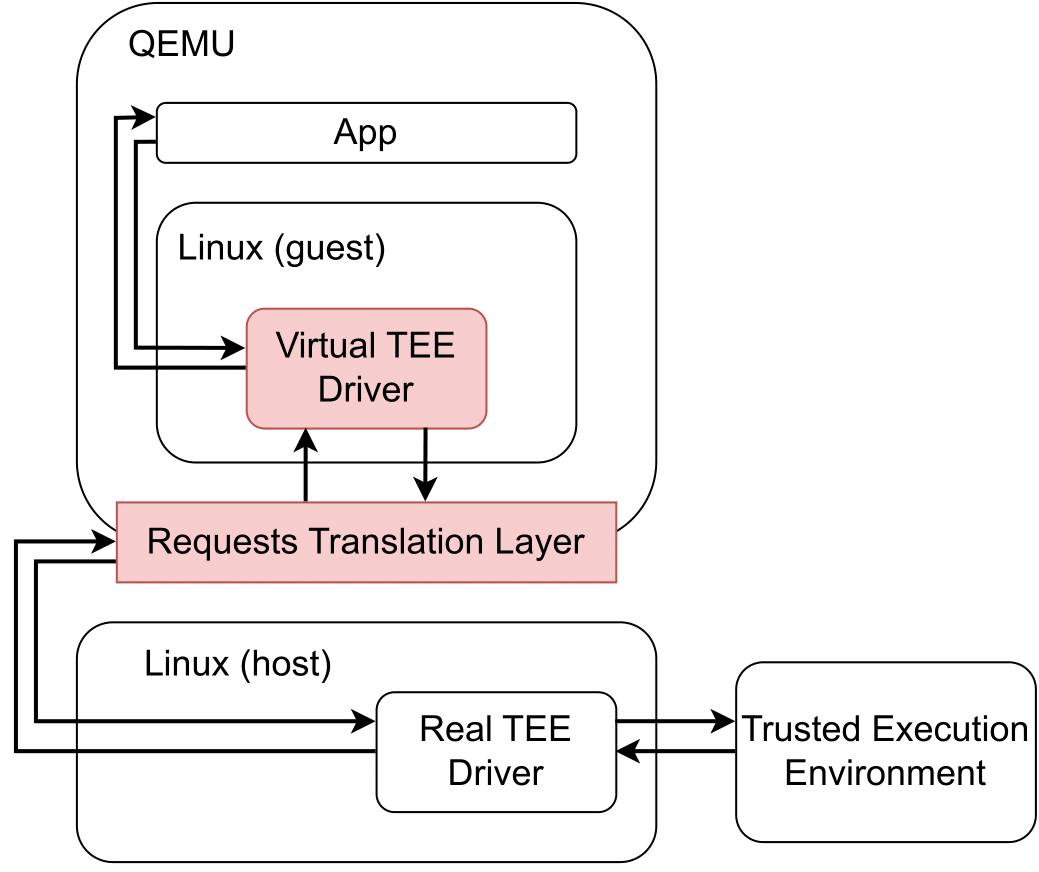 QEMU
App
Linux (guest)
Virtual TEE
Driver
Requests Translation Layer
Linux (host)
Real TEE
Driver
Trusted Execution
Environment